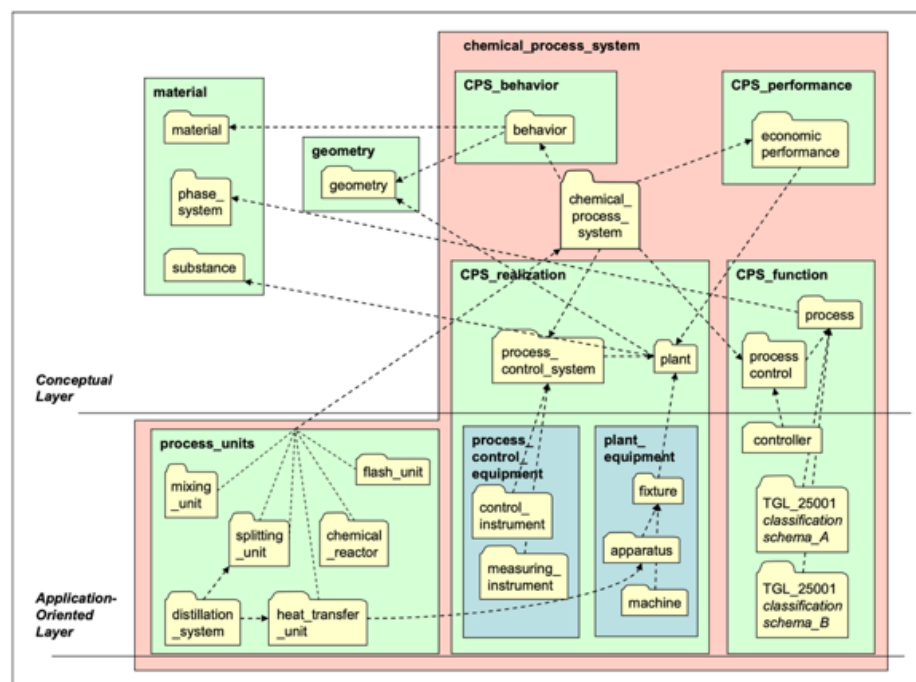 chemical_process_system
material
material
phase_
system
substance
geometry
geometry
CPS_behavior
behavior
CPS_performance
economic
performance
chemical_
process_
system
CPS_realization
process_
control_system
plant
CPS_function
process
process
control
Conceptual
Layer
process_units
mixing
_unit
flash_unit
splitting
_unit
chemical
_reactor
distillation
_system
heat_transfer
_unit
process_
control_
equipment
control_
instrument
measuring_
instrument
plant_
equipment
fixture
apparatus
machine
controller
TGL_25001
classification
schema_A
TGL_25001
classification
schema_B
Application-
Oriented
Layer